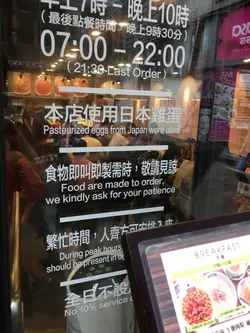 早上7時 – 晚上10時
(最後點餐時間，晚上9時30分)
07:00 – 22:00
(21:30 Last Order)
本店使用日本雞蛋
Pasteurized eggs from Japan were used
食物即叫即製需時，敬請見諒
Food are made to order,
we kindly ask for your patience
繁忙時間，人齊方可安排入座
During peak hours
should be present
全日不設
No 10% service
BREAKFAST